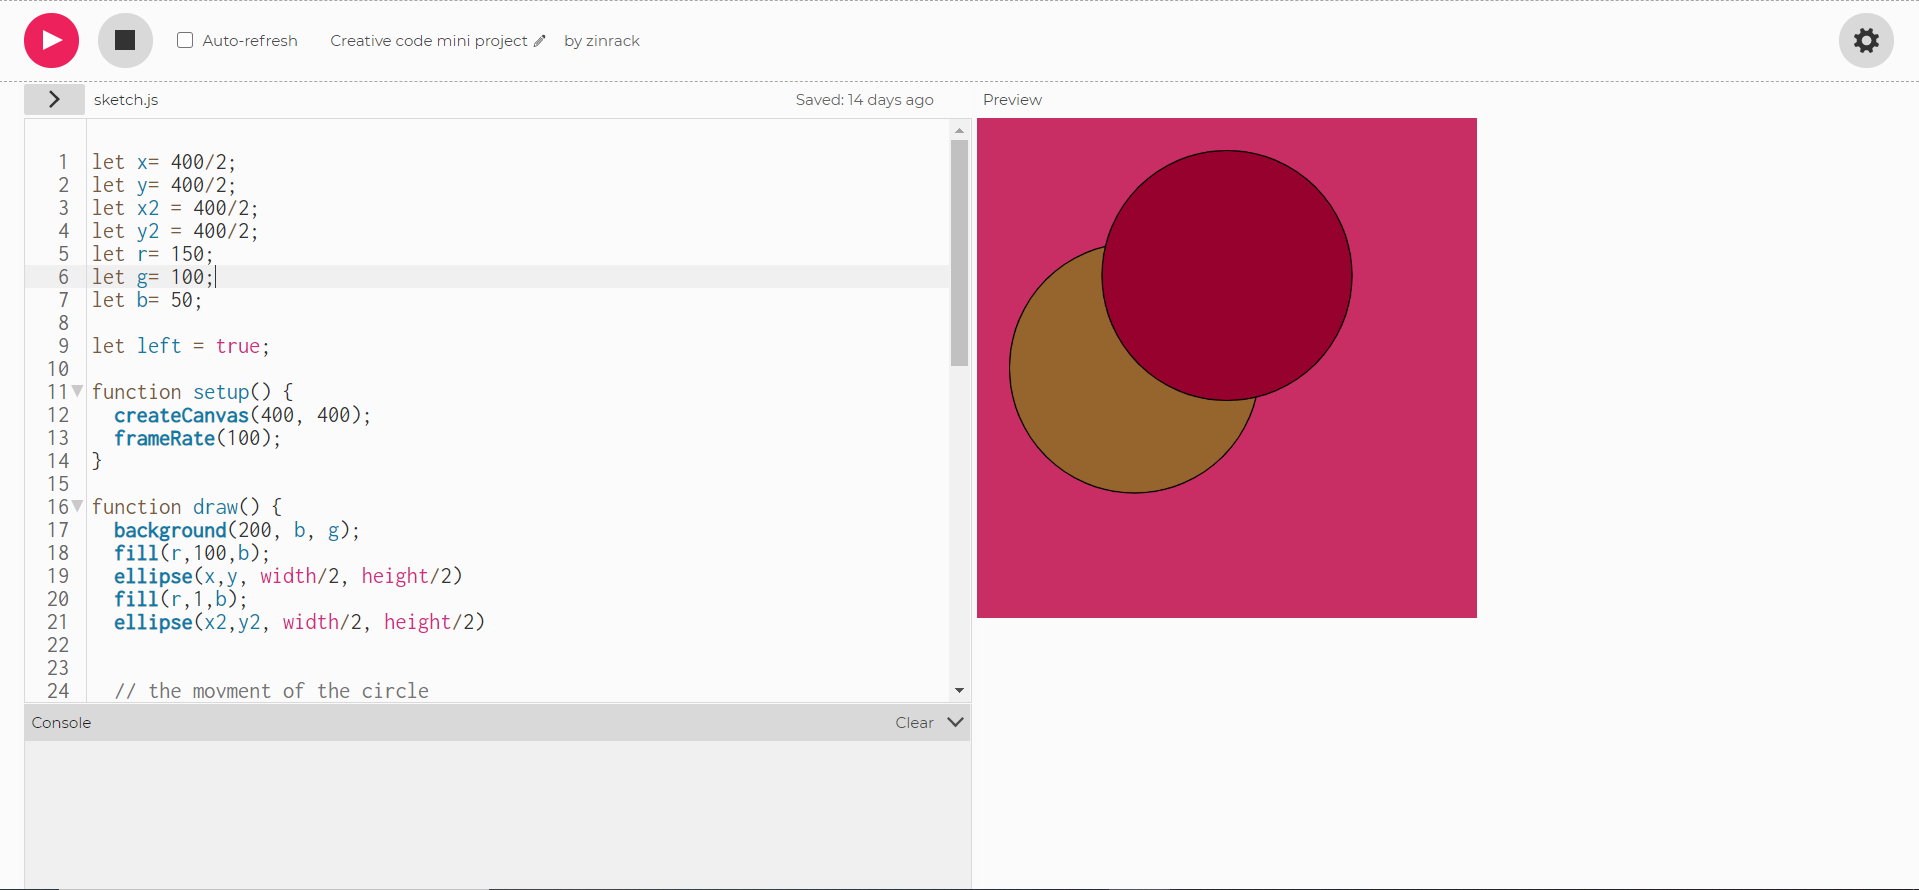 Auto-refresh Creative code mini project by zinrack
sketch.js Saved: 14 days ago Preview
1 let x= 400/2;
2 let y= 400/2;
3 let x2 = 400/2;
4 let y2 = 400/2;
5 let r= 150;
6 let g= 100;
7 let b= 50;
8
9 let left = true;
10
11 function setup() {
12 createCanvas(400, 400);
13 frameRate(100);
14 }
15
16 function draw() {
17 background(200, b, g);
18 fill(r,100,b);
19 ellipse(x,y, width/2, height/2)
20 fill(r,1,b);
21 ellipse(x2,y2, width/2, height/2)
22
23
24 // the movment of the circle
Console Clear